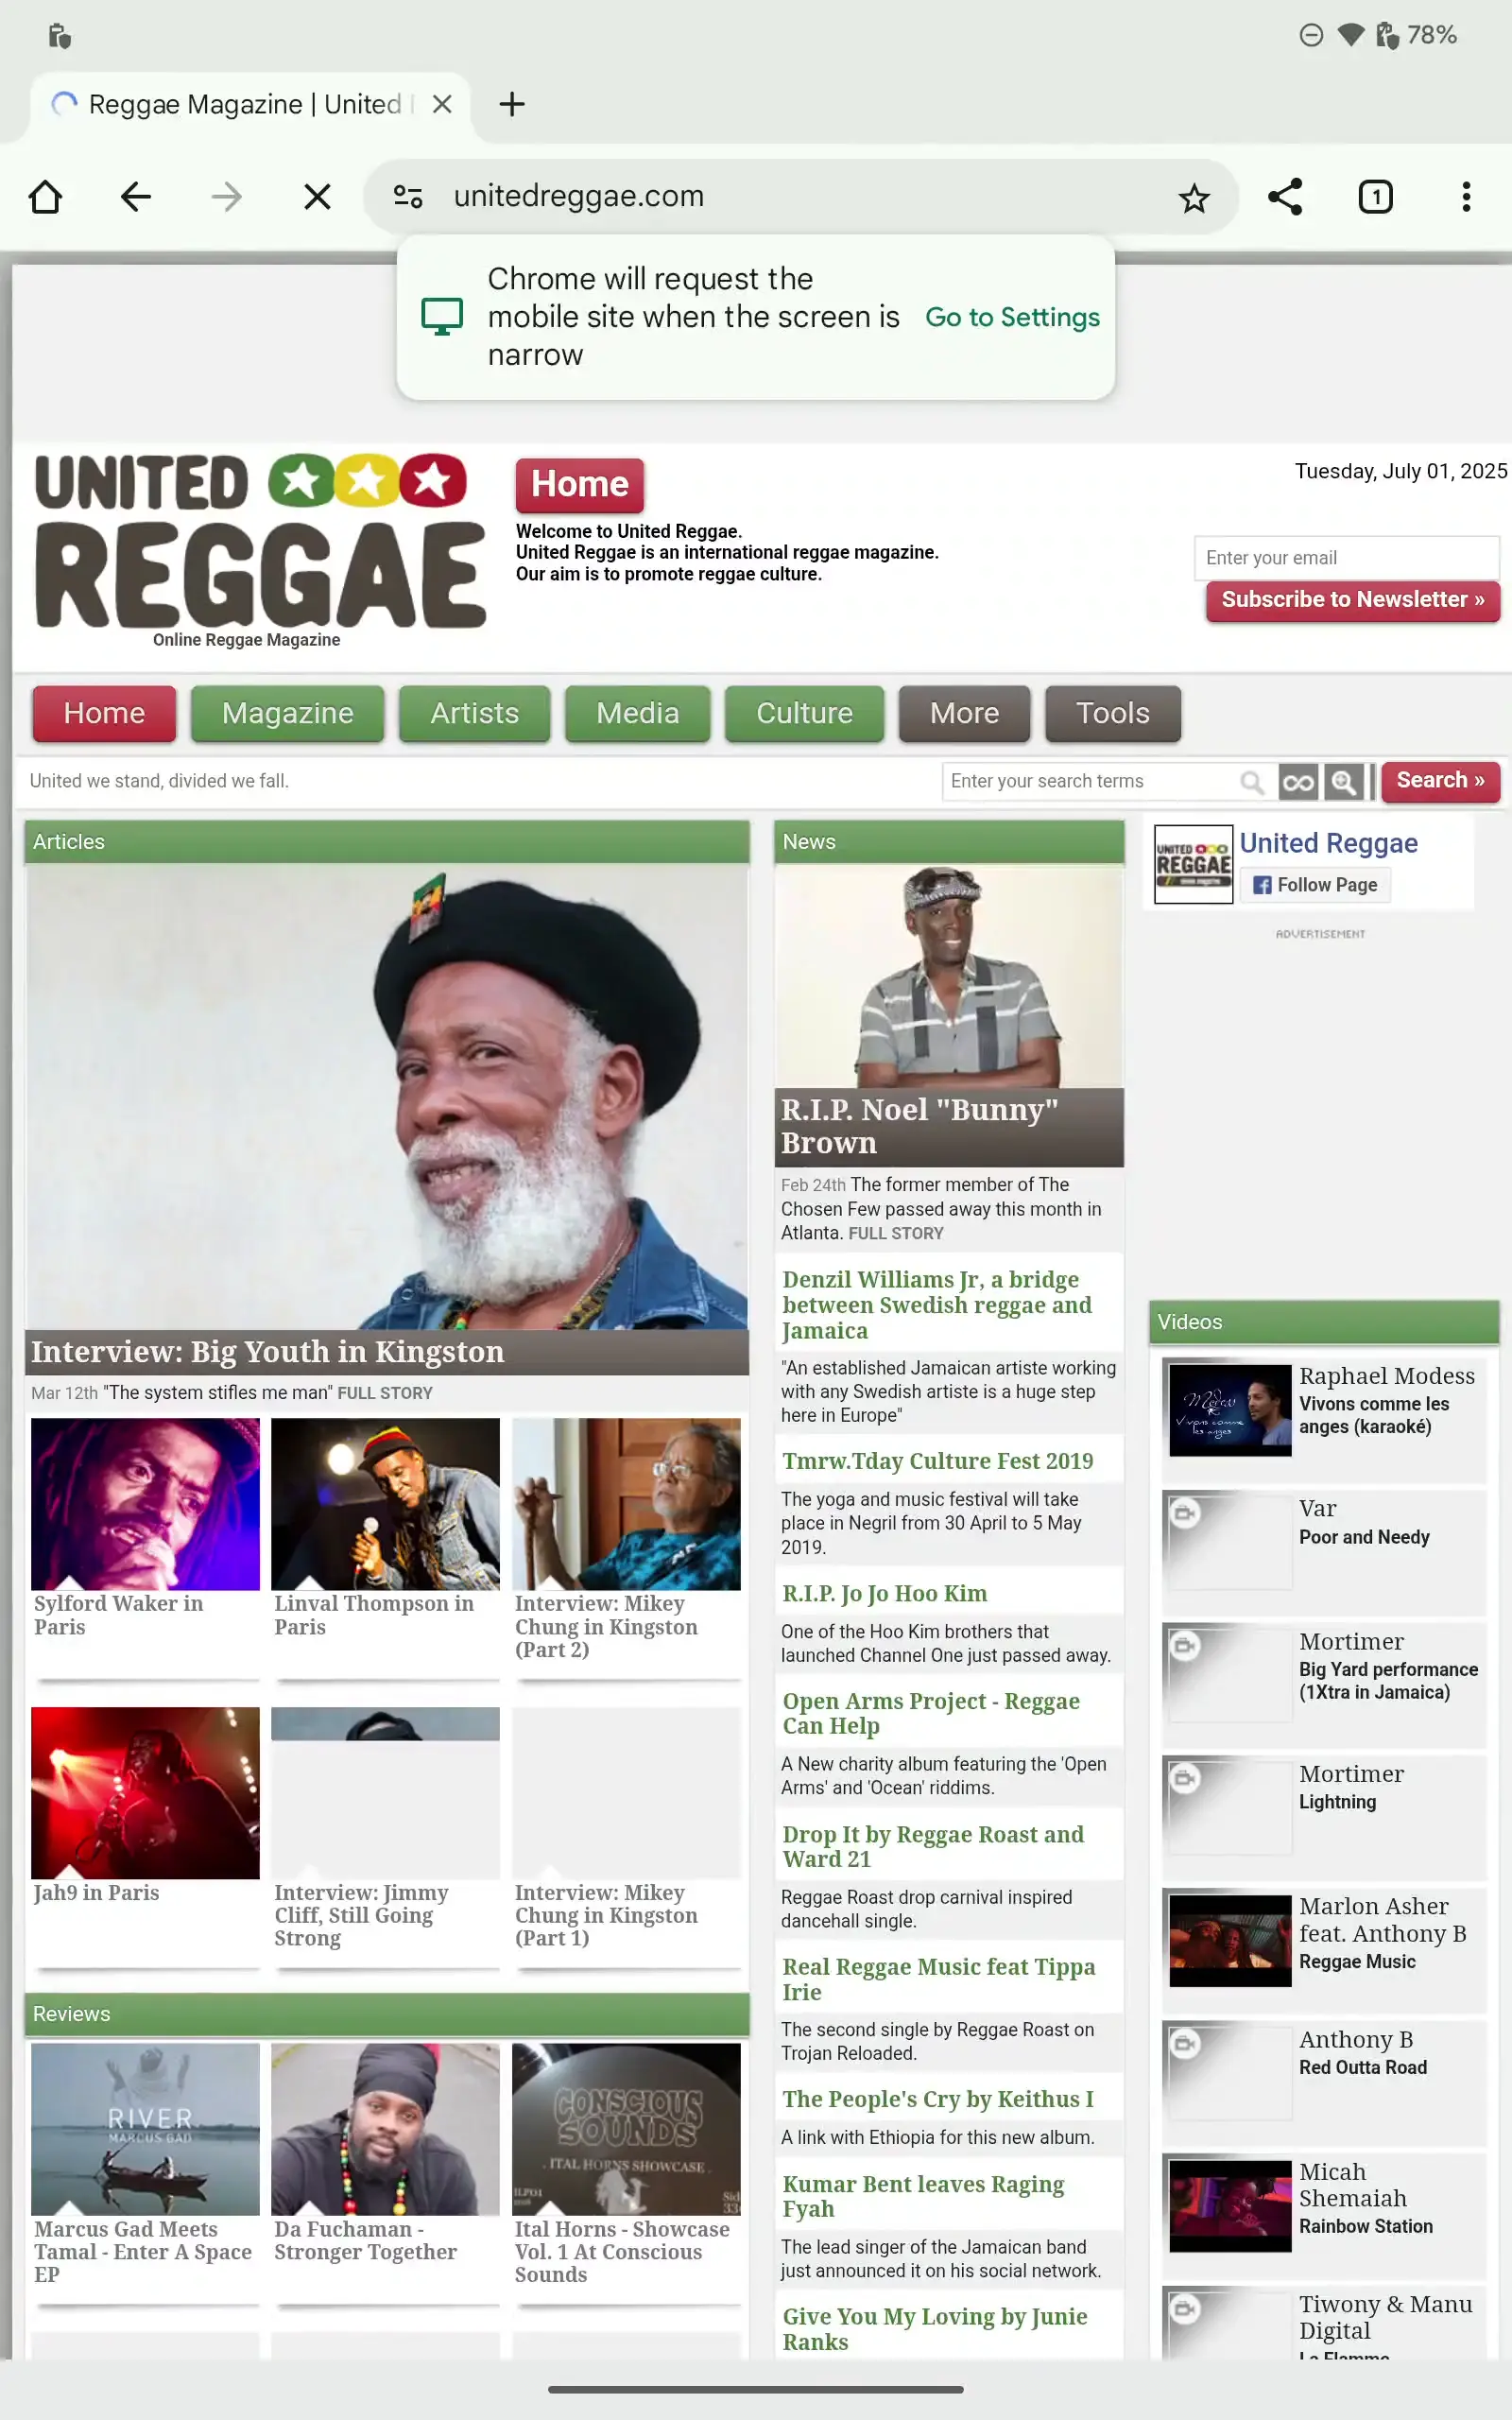 78%
Reggae Magazine | United
unitedreggae.com
1
Chrome will request the
mobile site when the screen is
narrow
Go to Settings
UNITED
REGGAE
Online Reggae Magazine
Home
Welcome to United Reggae.
United Reggae is an international reggae magazine.
Our aim is to promote reggae culture.
Tuesday, July 01, 2025
Enter your email
Subscribe to Newsletter »
Home
Magazine
Artists
Media
Culture
More
Tools
United we stand, divided we fall.
Enter your search terms
Search »
Articles
Interview: Big Youth in Kingston
Mar 12th "The system stifles me man" FULL STORY
Sylford Waker in
Paris
Linval Thompson in
Paris
Interview: Mikey
Chung in Kingston
(Part 2)
Jah9 in Paris
Interview: Jimmy
Cliff, Still Going
Strong
Interview: Mikey
Chung in Kingston
(Part 1)
Reviews
RIVER
MARCUS GAD
CONSCIOUS
SOUNDS
ITAL HORNS SHOWCASE
Marcus Gad Meets
Tamal - Enter A Space
EP
Da Fuchaman -
Stronger Together
Ital Horns - Showcase
Vol. 1 At Conscious
Sounds
News
R.I.P. Noel "Bunny"
Brown
Feb 24th The former member of The
Chosen Few passed away this month in
Atlanta. FULL STORY
Denzil Williams Jr, a bridge
between Swedish reggae and
Jamaica
"An established Jamaican artiste working
with any Swedish artiste is a huge step
here in Europe"
Tmrw.Tday Culture Fest 2019
The yoga and music festival will take
place in Negril from 30 April to 5 May
2019.
R.I.P. Jo Jo Hoo Kim
One of the Hoo Kim brothers that
launched Channel One just passed away.
Open Arms Project - Reggae
Can Help
A New charity album featuring the 'Open
Arms' and 'Ocean' riddims.
Drop It by Reggae Roast and
Ward 21
Reggae Roast drop carnival inspired
dancehall single.
Real Reggae Music feat Tippa
Irie
The second single by Reggae Roast on
Trojan Reloaded.
The People's Cry by Keithus I
A link with Ethiopia for this new album.
Kumar Bent leaves Raging
Fyah
The lead singer of the Jamaican band
just announced it on his social network.
Give You My Loving by Junie
Ranks
UNITED
REGGAE
United Reggae
Follow Page
ADVERTISEMENT
Videos
Vivons comme
les anges
Raphael Modess
Vivons comme les
anges (karaoké)
Var
Poor and Needy
Mortimer
Big Yard performance
(1Xtra in Jamaica)
Mortimer
Lightning
Marlon Asher
feat. Anthony B
Reggae Music
Anthony B
Red Outta Road
Micah
Shemaiah
Rainbow Station
Tiwony & Manu
Digital
La Flamme